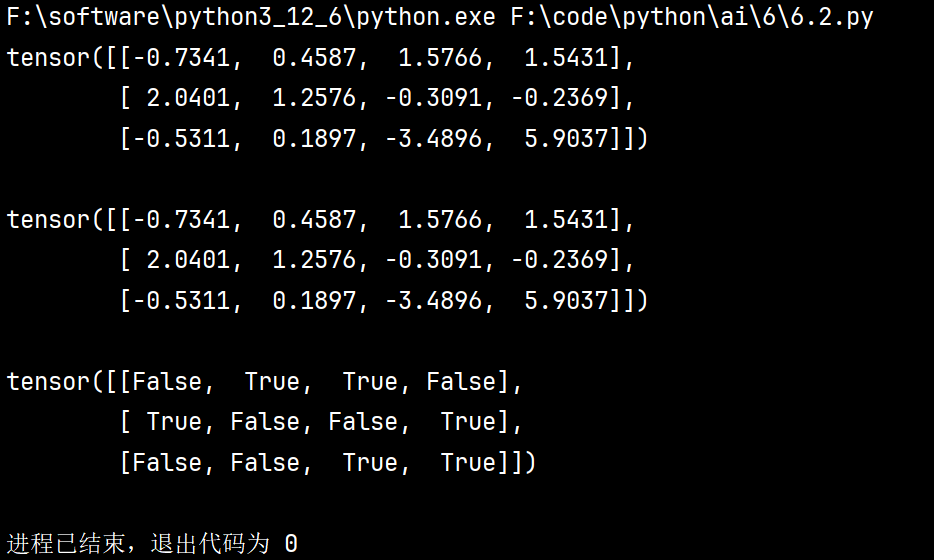 F:\software\python3_12_6\python.exe F:\code\python\ai\6\6.2.py
tensor([[-0.7341,  0.4587,  1.5766,  1.5431],
        [ 2.0401,  1.2576, -0.3091, -0.2369],
        [-0.5311,  0.1897, -3.4896,  5.9037]])
tensor([[-0.7341,  0.4587,  1.5766,  1.5431],
        [ 2.0401,  1.2576, -0.3091, -0.2369],
        [-0.5311,  0.1897, -3.4896,  5.9037]])
tensor([[False,  True,  True, False],
        [ True, False, False,  True],
        [False, False,  True,  True]])
进程已结束，退出代码为 0